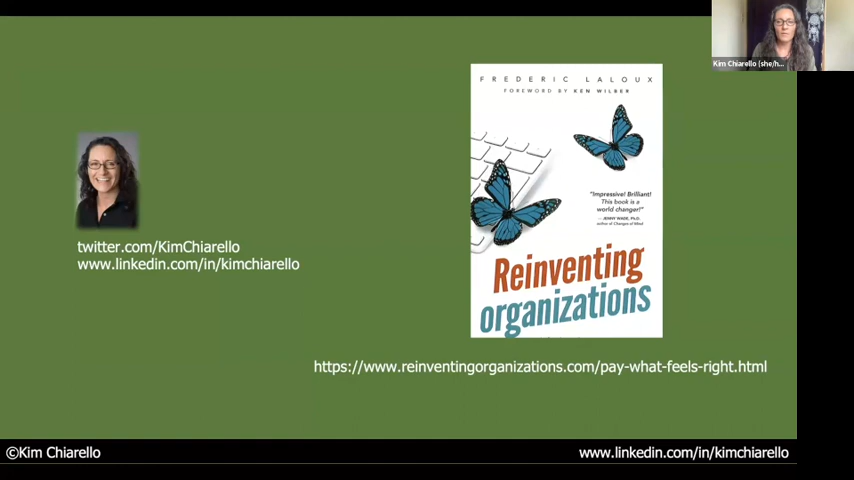 Kim Chiarello (she/h...
FREDERIC LALOUX
FOREWORD BY KEN WILBER
"Impressive! Brilliant!
This book is a
world changer!"
— JENNY WADE, Ph.D.
author of Changes of Mind
Reinventing
organizations
twitter.com/KimChiarello
www.linkedin.com/in/kimchiarello
https://www.reinventingorganizations.com/pay-what-feels-right.html
©Kim Chiarello
www.linkedin.com/in/kimchiarello